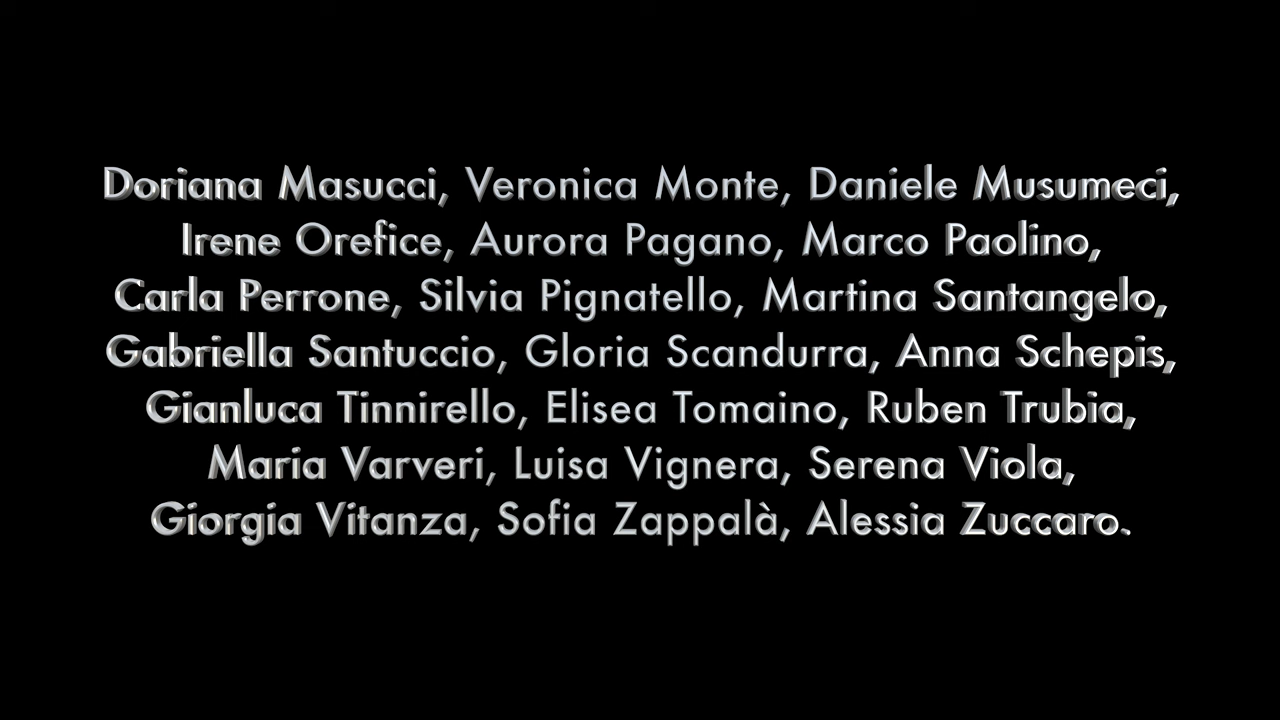 Doriana Masucci, Veronica Monte, Daniele Musumeci,
Irene Orefice, Aurora Pagano, Marco Paolino,
Carla Perrone, Silvia Pignatello, Martina Santangelo,
Gabriella Santuccio, Gloria Scandurra, Anna Schepis,
Gianluca Tinnirello, Elisea Tomaino, Ruben Trubia,
Maria Varveri, Luisa Vignera, Serena Viola,
Giorgia Vitanza, Sofia Zappalà, Alessia Zuccaro.